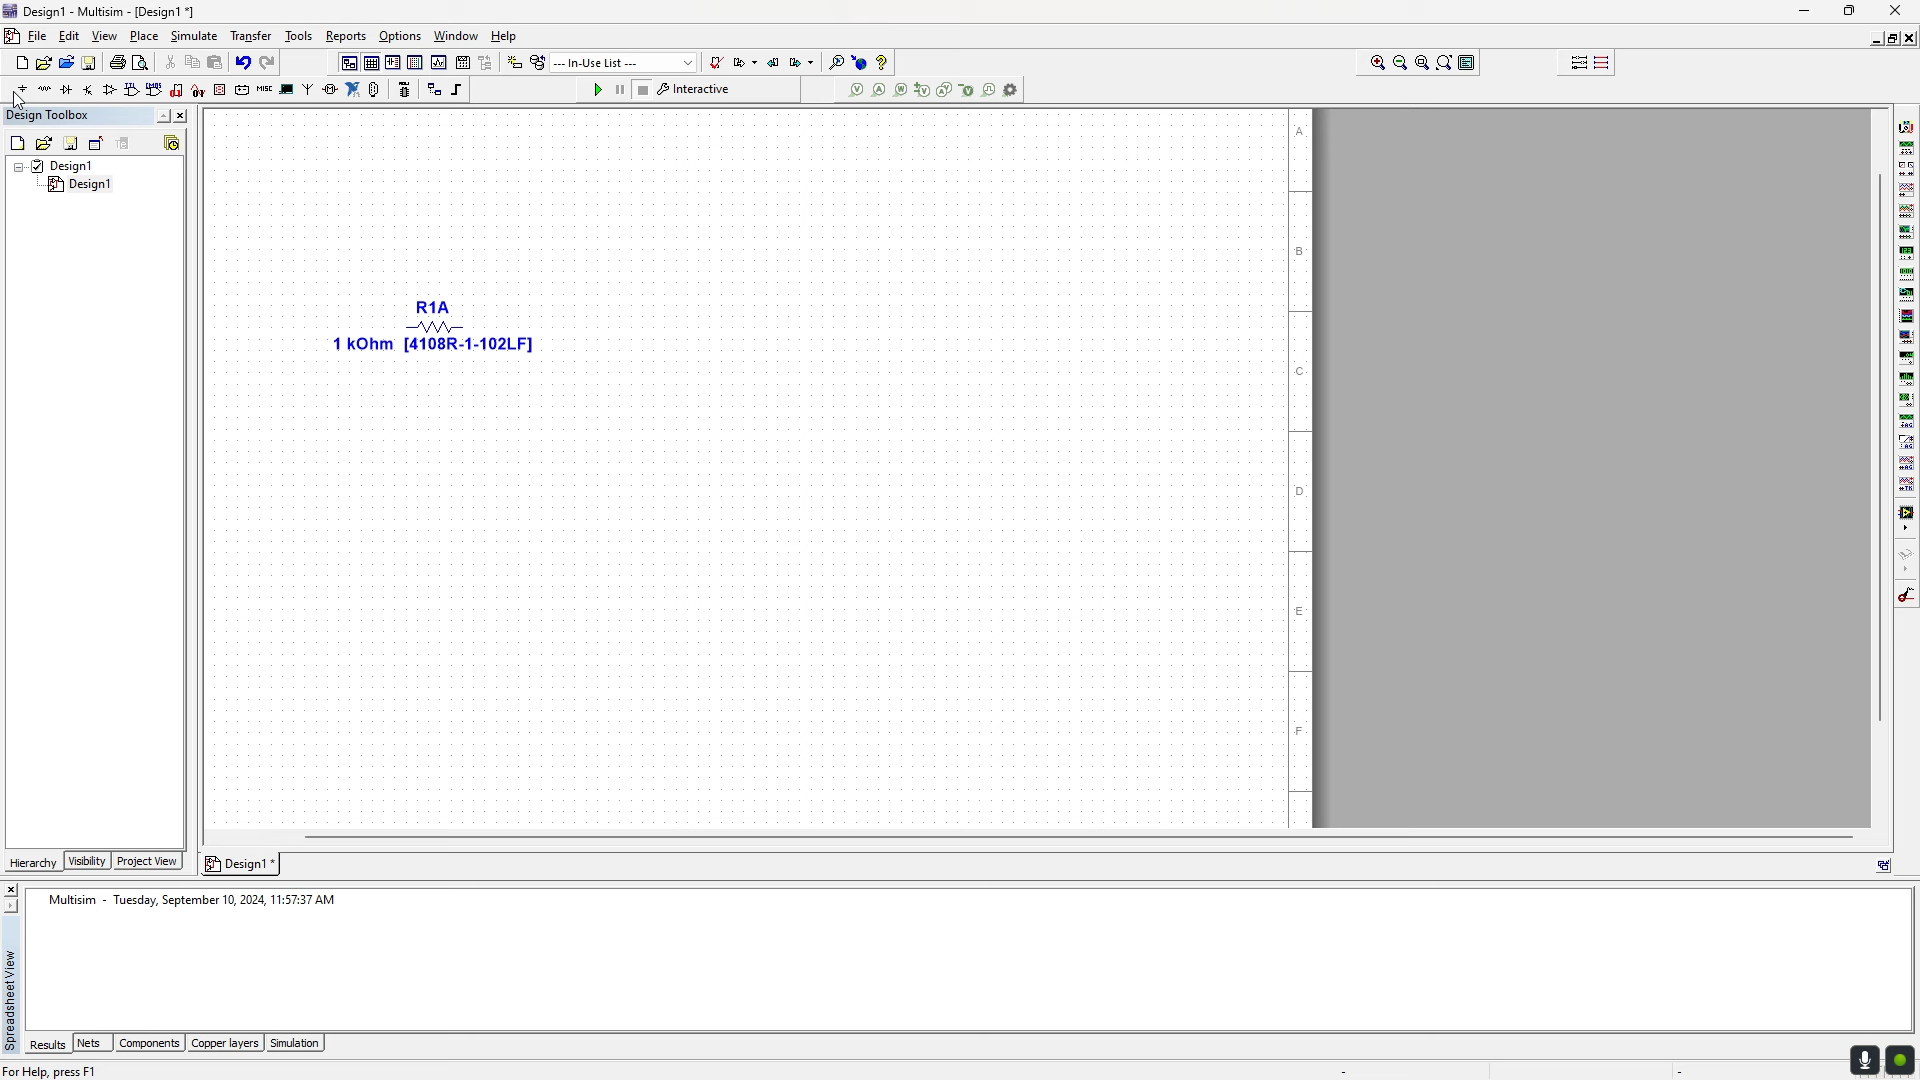 Design1 - Multisim - [Design1 *]
File Edit View Place Simulate Transfer Tools Reports Options Window Help
--- In-Use List ---
MISC Interactive
Design Toolbox
Design1
Design1
A
B
C
D
E
F
R1A
1 kOhm [4108R-1-102LF]
Hierarchy Visibility Project View
Design1 *
Multisim - Tuesday, September 10, 2024, 11:57:37 AM
Spreadsheet View
Results Nets Components Copper layers Simulation
For Help, press F1 - -